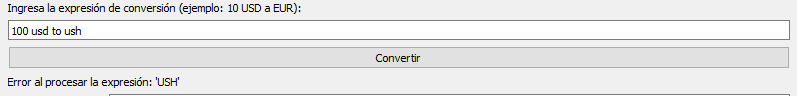 Ingresa la expresión de conversión (ejemplo: 10 USD a EUR):
100 usd to ush
Convertir
Error al procesar la expresión: 'USH'